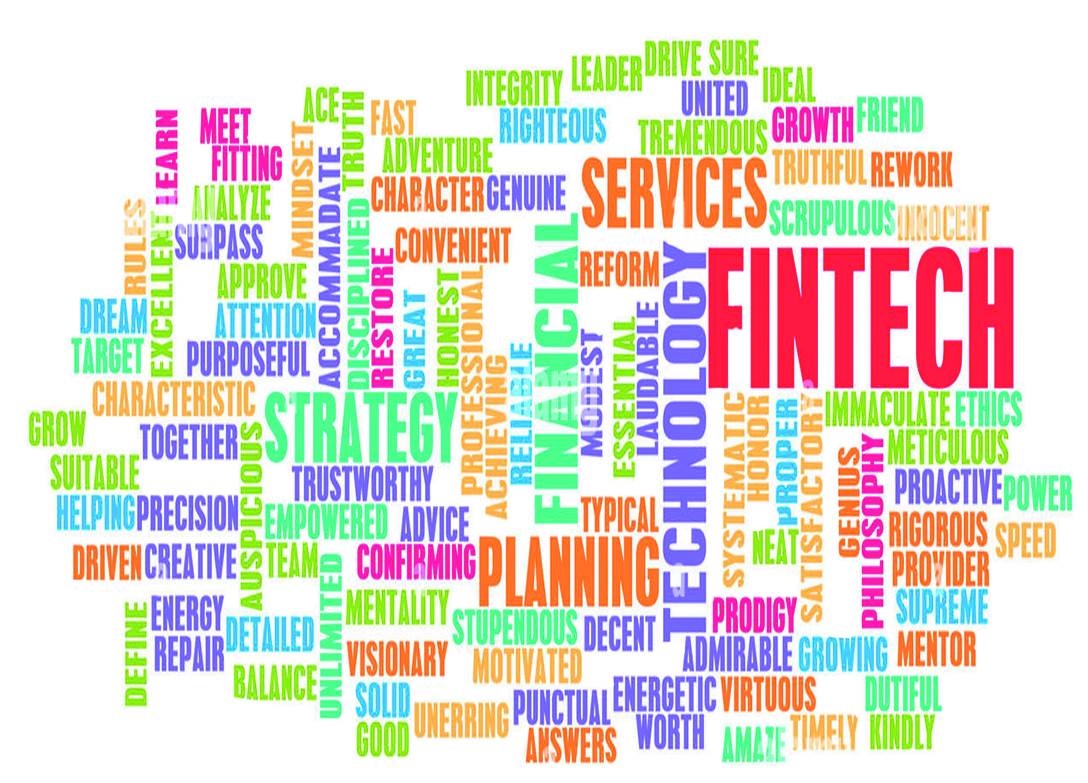 DRIVE SURE
LEADER
INTEGRITY
IDEAL
UNITED
ACE
TRUTH
FAST
RIGHTEOUS
GROWTH
FRIEND
LEARN
MEET
MINDSET
TREMENDOUS
FITTING
ADVENTURE
SERVICES
TRUTHFUL
REWORK
ACCOMMADATE
CHARACTER
GENUINE
ANALYZE
RULES
EXCELLENT
SURPASS
DISCIPLINED
CONVENIENT
FINANCIAL
SCRUPULOUS
INNOCENT
APPROVE
RESTORE
REFORM
TECHNOLOGY
FINTECH
DREAM
ATTENTION
GREAT
HONEST
PROFESSIONAL
TARGET
PURPOSEFUL
ACHIEVING
RELIABLE
MODEST
ESSENTIAL
LAUDABLE
CHARACTERISTIC
STRATEGY
SYSTEMATIC
HONOR
PROPER
SATISFACTORY
IMMACULATE
ETHICS
GROW
TOGETHER
AUSPICIOUS
METICULOUS
SUITABLE
TRUSTWORTHY
GENIUS
PHILOSOPHY
PROACTIVE
POWER
HELPING
PRECISION
EMPOWERED
ADVICE
TYPICAL
RIGOROUS
SPEED
DRIVEN
CREATIVE
TEAM
CONFIRMING
PLANNING
NEAT
PROVIDER
UNLIMITED
DEFINE
ENERGY
MENTALITY
STUPENDOUS
DECENT
PRODIGY
SUPREME
REPAIR
DETAILED
VISIONARY
MOTIVATED
ADMIRABLE
GROWING
MENTOR
BALANCE
SOLID
UNERRING
PUNCTUAL
ENERGETIC
VIRTUOUS
DUTIFUL
GOOD
ANSWERS
WORTH
AMAZE
TIMELY
KINDLY